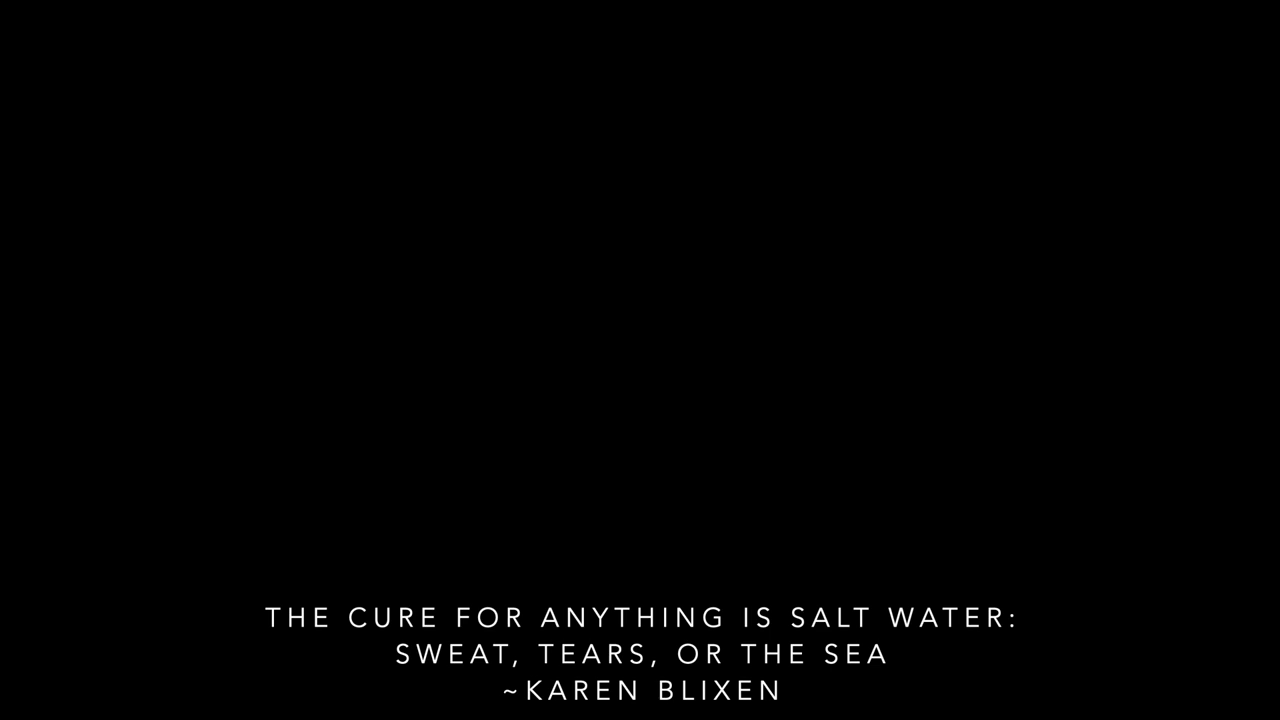 THE CURE FOR ANYTHING IS SALT WATER:
SWEAT, TEARS, OR THE SEA
~KAREN BLIXEN